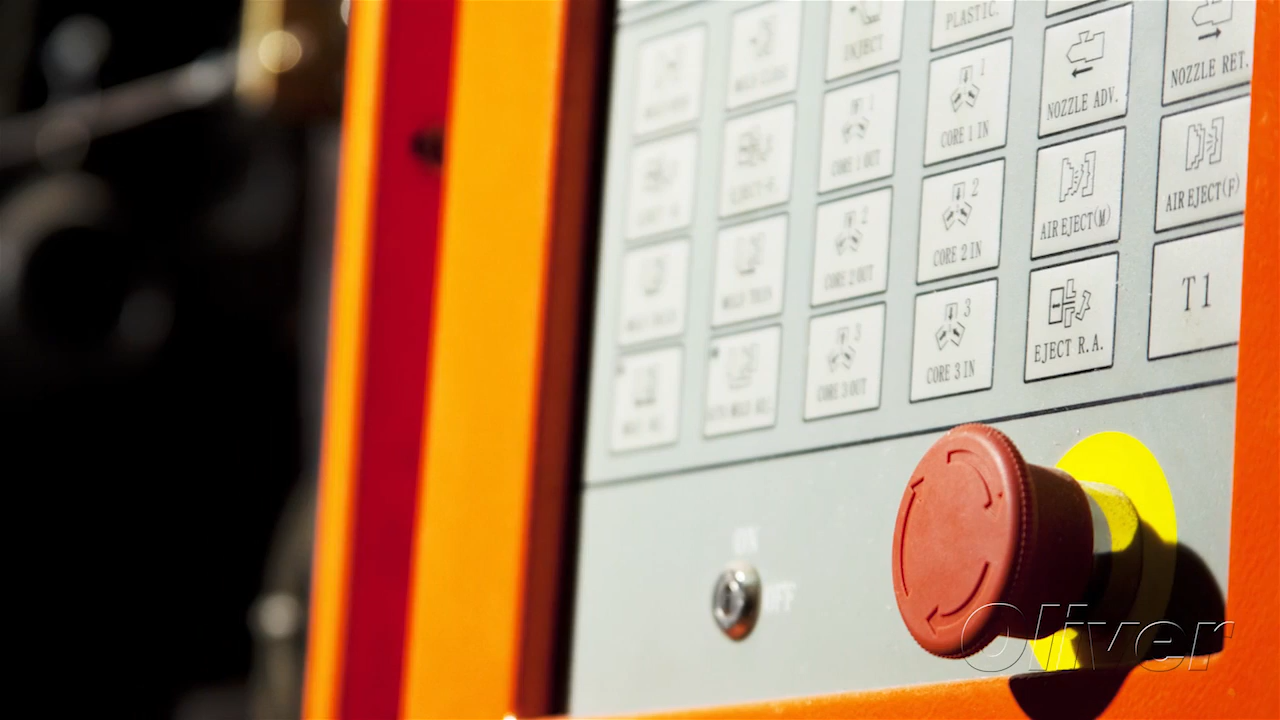 INJECT
PLASTIC.
NOZZLE ADV.
NOZZLE RET.
1
CORE 1 OUT
1
CORE 1 IN
AIR EJECT(M)
AIR EJECT(F)
2
CORE 2 OUT
2
CORE 2 IN
EJECT R.A.
T1
3
CORE 3 OUT
3
CORE 3 IN
ON
OFF
Oliver